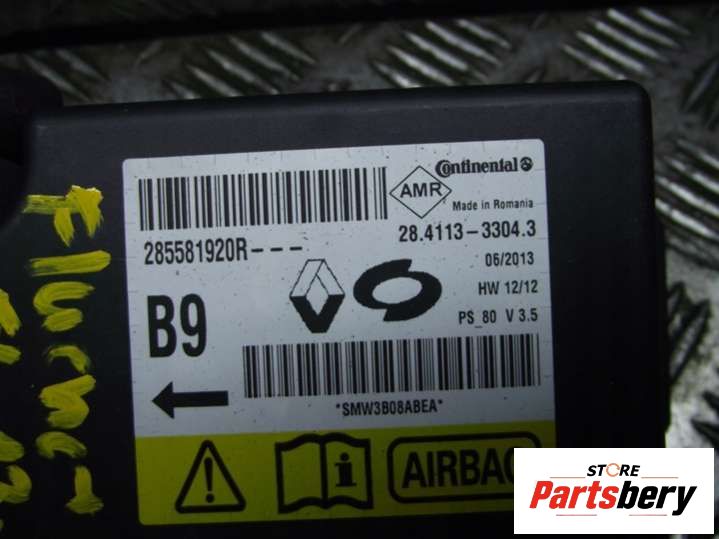 Continental
AMR
Made in Romania
285581920R---
28.4113-3304.3
06/2013
HW 12/12
B9
PS_80 V 3.5
*SMW3B08ABEA*
i
AIRBAG
STORE
Partsbery